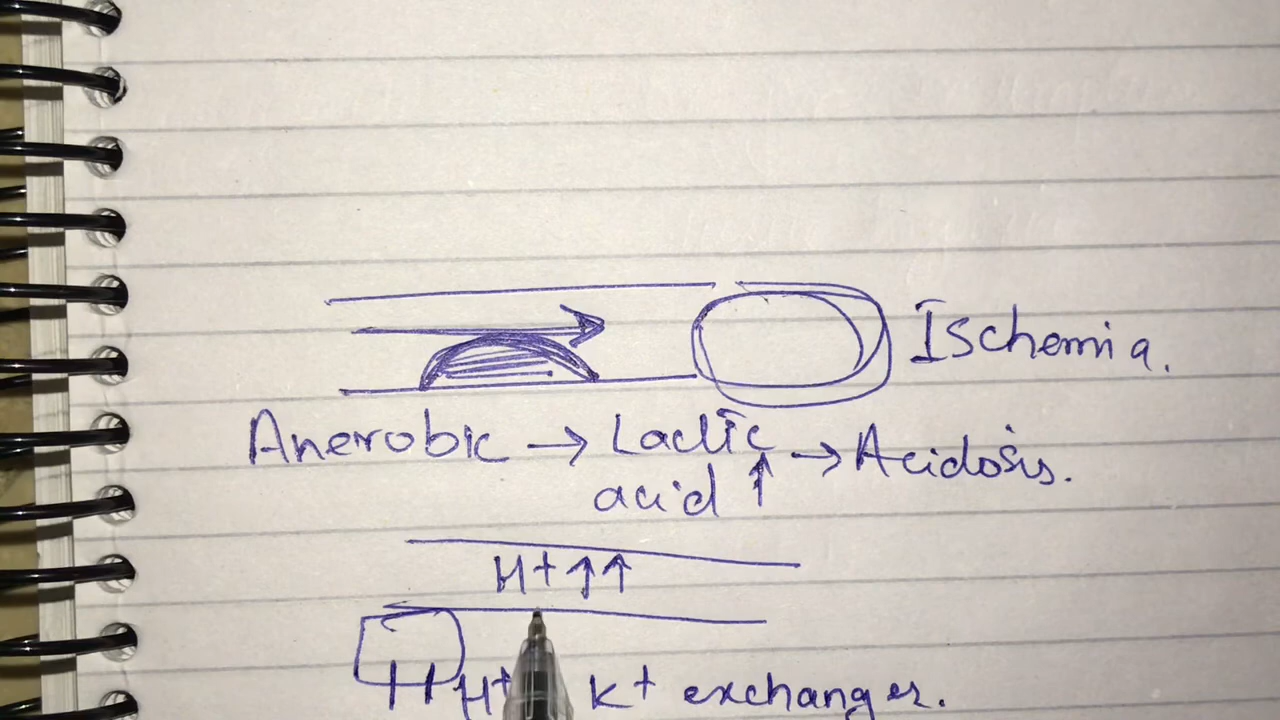 Ischemia.
Anerobic → Lactic → Acidosis.
acid ↑
H+ ↑↑
H+ K+ exchanger.